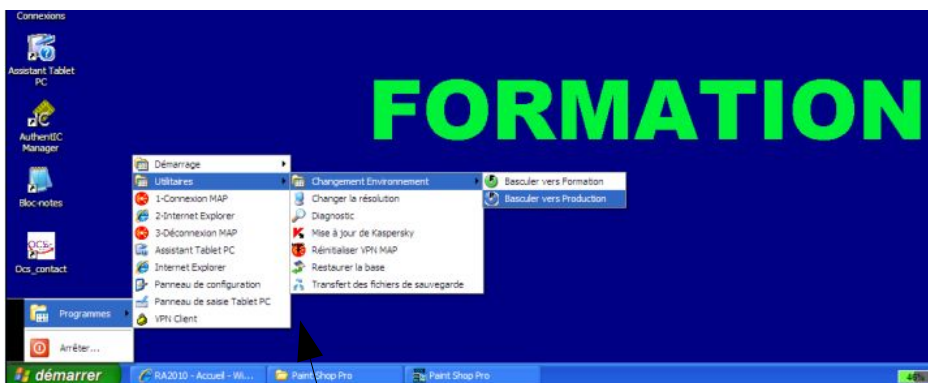 Connexions
Assistant Tablet
PC
AuthentIC
Manager
Bloc-notes
OCS-
Ocs_contact
FORMATION
Démarrage
Utilitaires
1-Connexion MAP
2-Internet Explorer
3-Déconnexion MAP
Assistant Tablet PC
Internet Explorer
Panneau de configuration
Panneau de saisie Tablet PC
VPN Client
Changement Environnement
Changer la résolution
Diagnostic
Mise à jour de Kaspersky
Réinitialiser VPN MAP
Restaurer la base
Transfert des fichiers de sauvegarde
Basculer vers Formation
Basculer vers Production
Programmes
Arrêter...
démarrer
RA2010 - Accueil - Wi...
Paint Shop Pro
Paint Shop Pro
46%